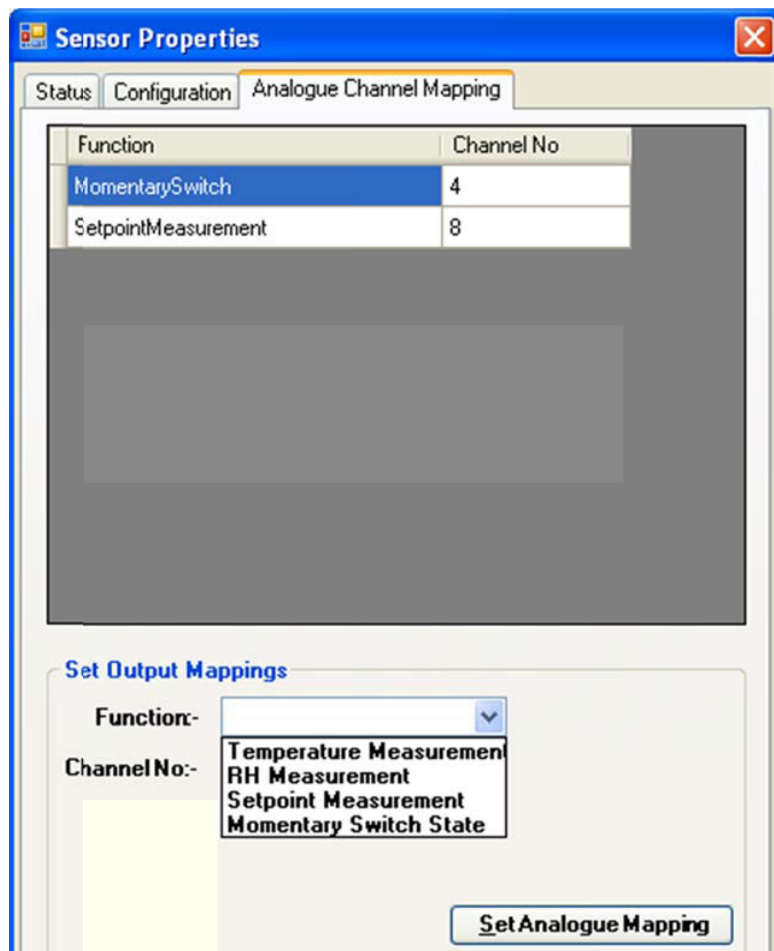 Sensor Properties
Status Configuration Analogue Channel Mapping
Function Channel No
MomentarySwitch 4
SetpointMeasurement 8
Set Output Mappings
Function:-
Temperature Measurement
Channel No:-
RH Measurement
Setpoint Measurement
Momentary Switch State
Set Analogue Mapping